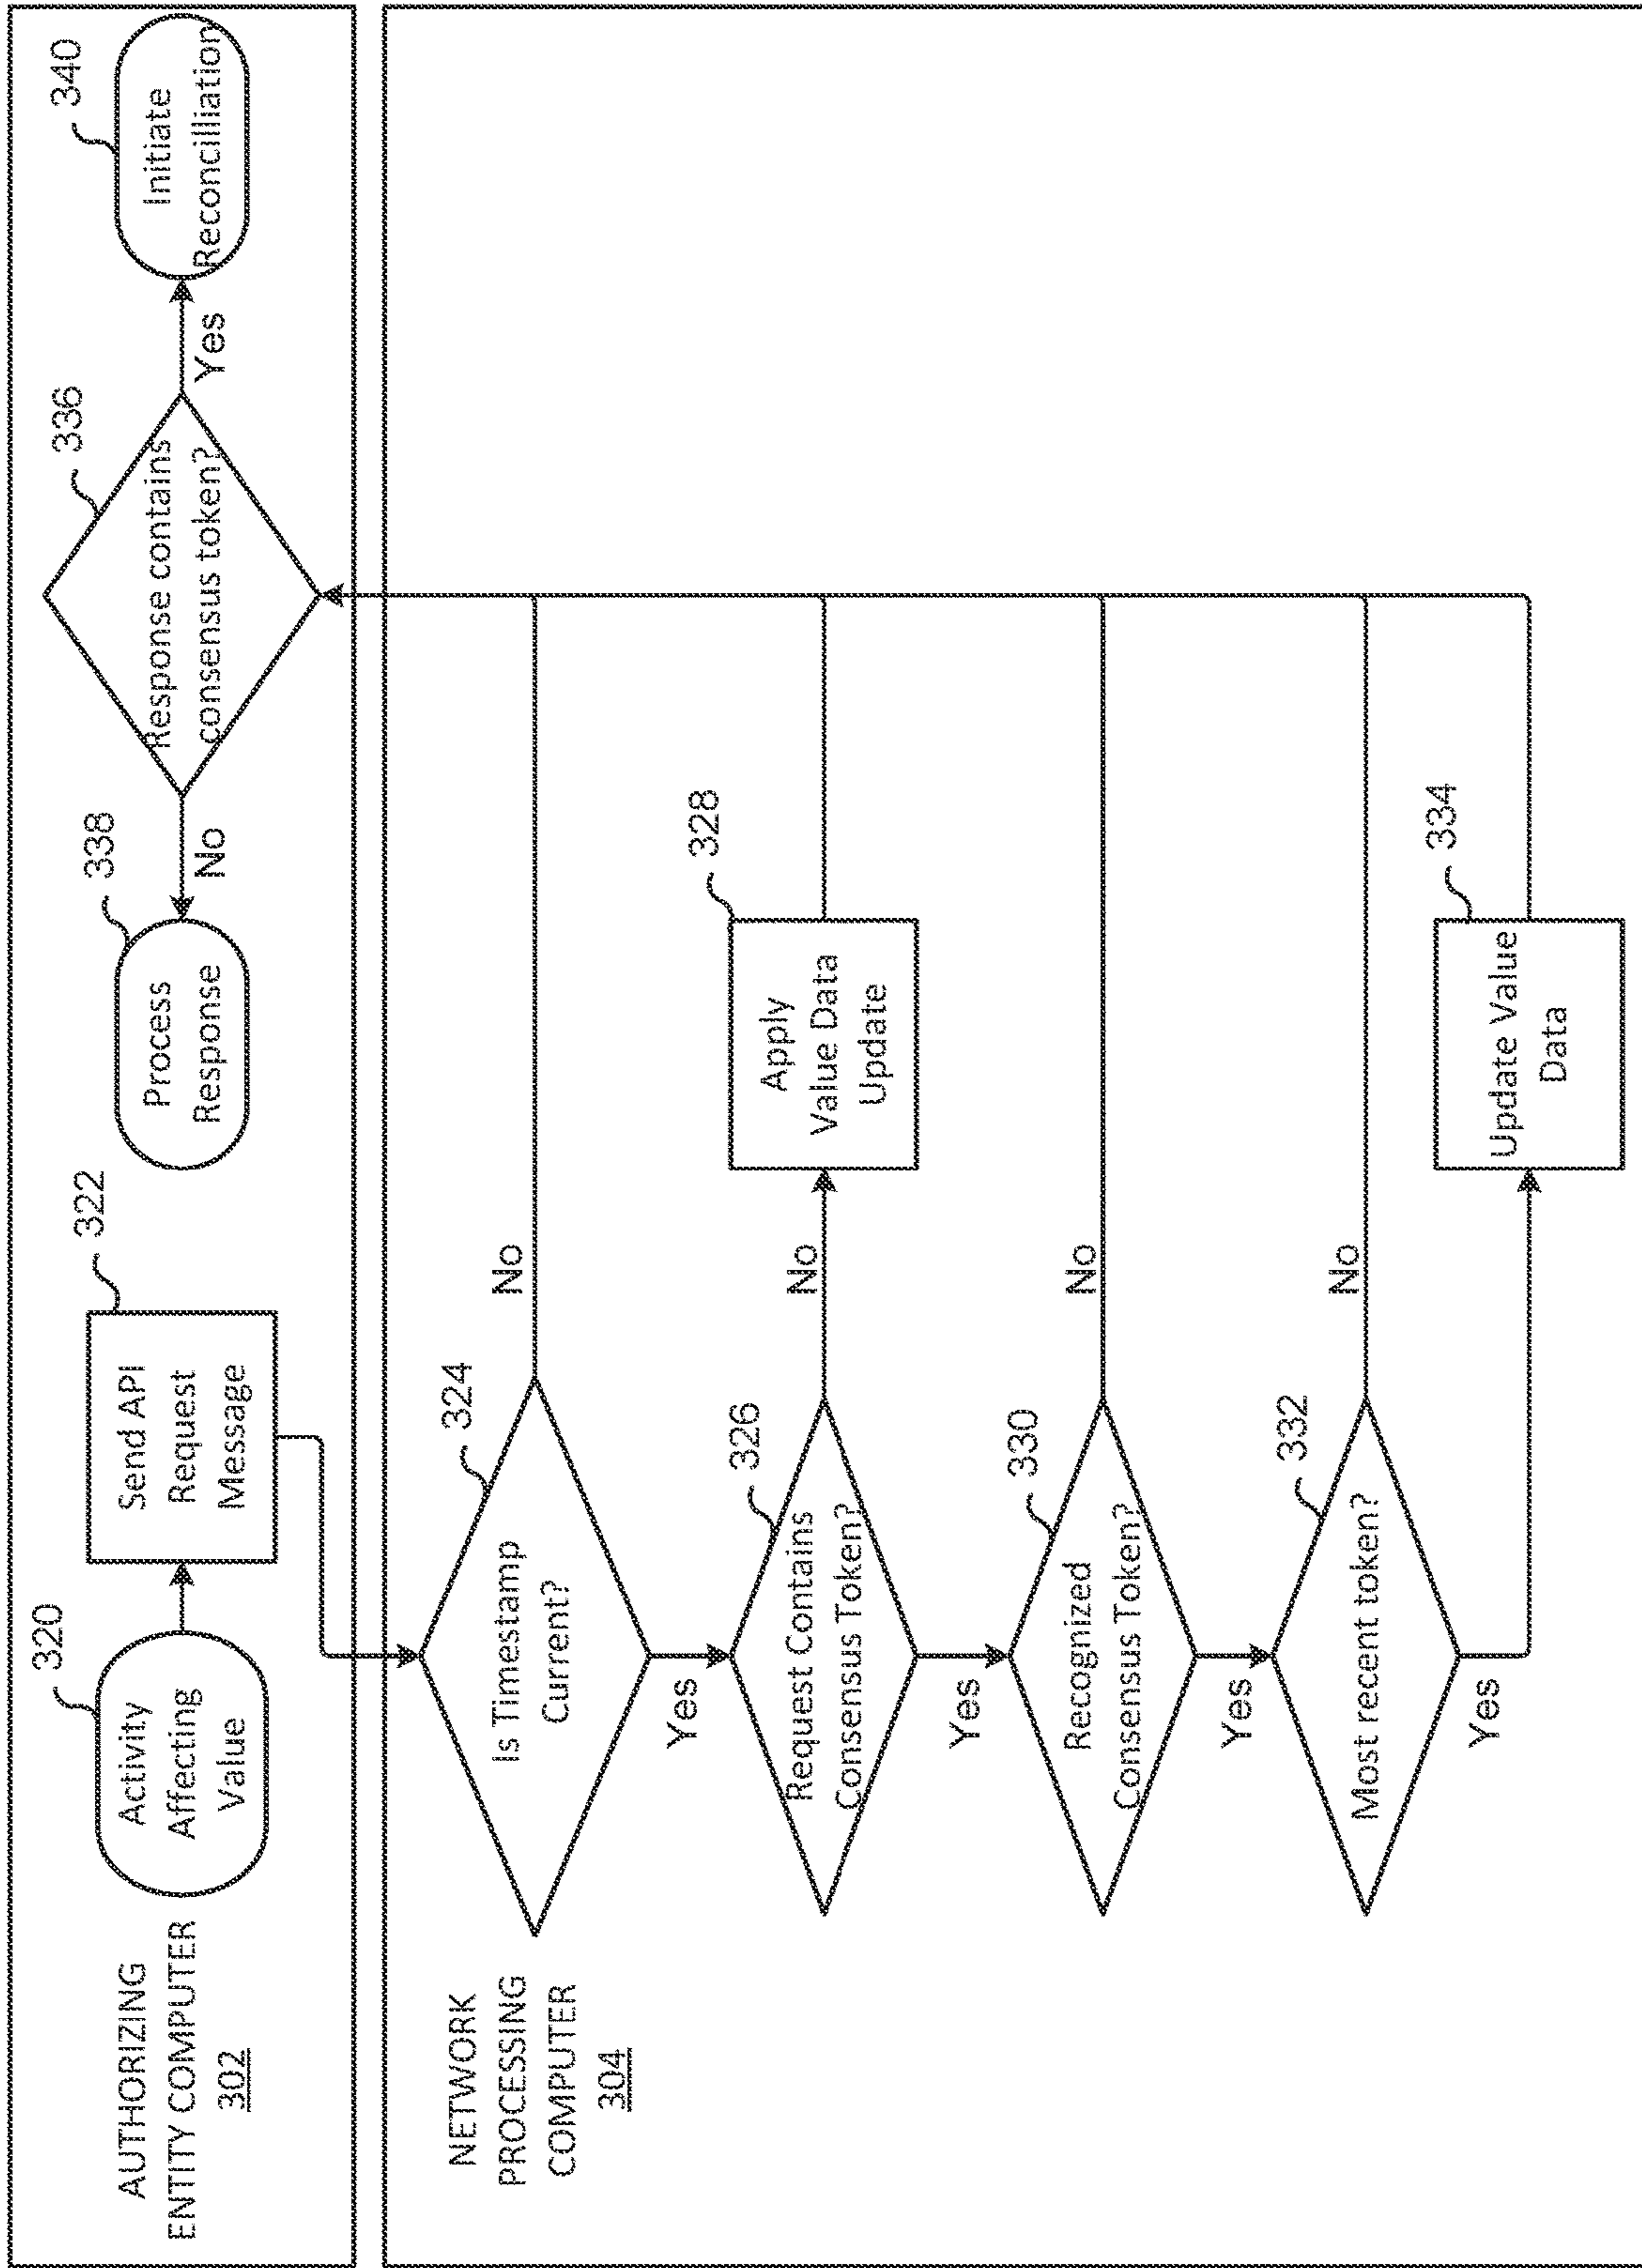 AUTHORIZING
ENTITY COMPUTER
302
320
Activity
Affecting
Value
322
Send API
Request
Message
338
Process
Response
No
336
Response contains
consensus token?
Yes
340
Initiate
Reconcilliation
NETWORK
PROCESSING
COMPUTER
304
324
Is Timestamp
Current?
No
Yes
326
Request Contains
Consensus Token?
No
328
Apply
Value Data
Update
Yes
330
Recognized
Consensus Token?
No
Yes
332
Most recent token?
No
Yes
334
Update Value
Data